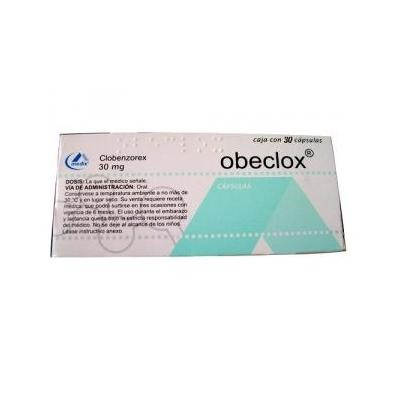 caja con 30 cápsulas
medix
Clobenzorex
30 mg
obeclox®
CÁPSULAS
DOSIS: La que el médico señale.
VÍA DE ADMINISTRACIÓN: Oral
Consérvese a temperatura ambiente a no más de
30 °C y en lugar seco. Su venta requiere receta
médica, que podrá surtirse en tres ocasiones con
vigencia de 6 meses. El uso durante el embarazo
y lactancia queda bajo la estricta responsabilidad
del médico. No se deje al alcance de los niños
Léase instructivo anexo.